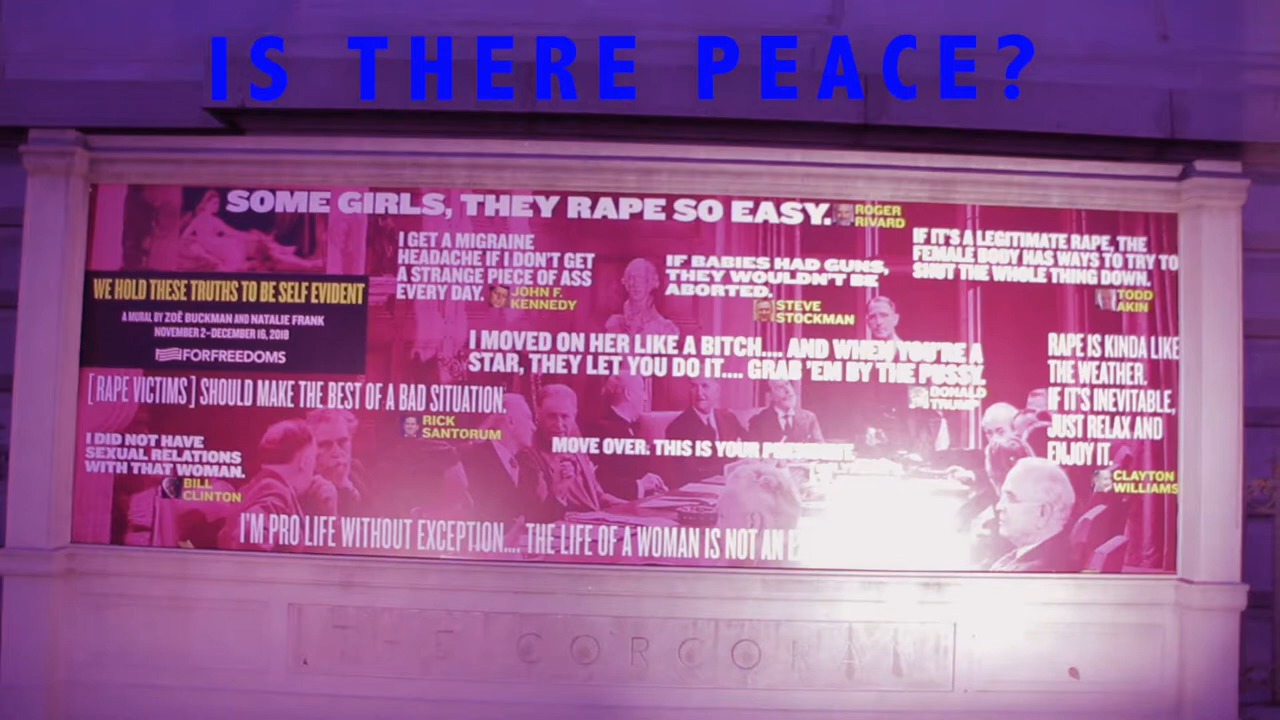 IS THERE PEACE?
SOME GIRLS, THEY RAPE SO EASY.
ROGER
RIVARD
I GET A MIGRAINE
HEADACHE IF I DON'T GET
A STRANGE PIECE OF ASS
EVERY DAY.
JOHN F.
KENNEDY
IF BABIES HAD GUNS,
THEY WOULDN'T BE
ABORTED.
STEVE
STOCKMAN
IF IT'S A LEGITIMATE RAPE, THE
FEMALE BODY HAS WAYS TO TRY TO
SHUT THE WHOLE THING DOWN.
TODD
AKIN
WE HOLD THESE TRUTHS TO BE SELF EVIDENT
A MURAL BY ZOË BUCKMAN AND NATALIE FRANK
NOVEMBER 2-DECEMBER 16, 2018
FORFREEDOMS
I MOVED ON HER LIKE A BITCH.... AND WHEN YOU'RE A
STAR, THEY LET YOU DO IT.... GRAB 'EM BY THE PUSSY.
DONALD
TRUMP
RAPE IS KINDA LIKE
THE WEATHER.
IF IT'S INEVITABLE,
JUST RELAX AND
ENJOY IT.
CLAYTON
WILLIAMS
[RAPE VICTIMS] SHOULD MAKE THE BEST OF A BAD SITUATION.
RICK
SANTORUM
I DID NOT HAVE
SEXUAL RELATIONS
WITH THAT WOMAN.
BILL
CLINTON
MOVE OVER: THIS IS YOUR
I'M PRO LIFE WITHOUT EXCEPTION.... THE LIFE OF A WOMAN IS NOT AN
THE CORCORAN